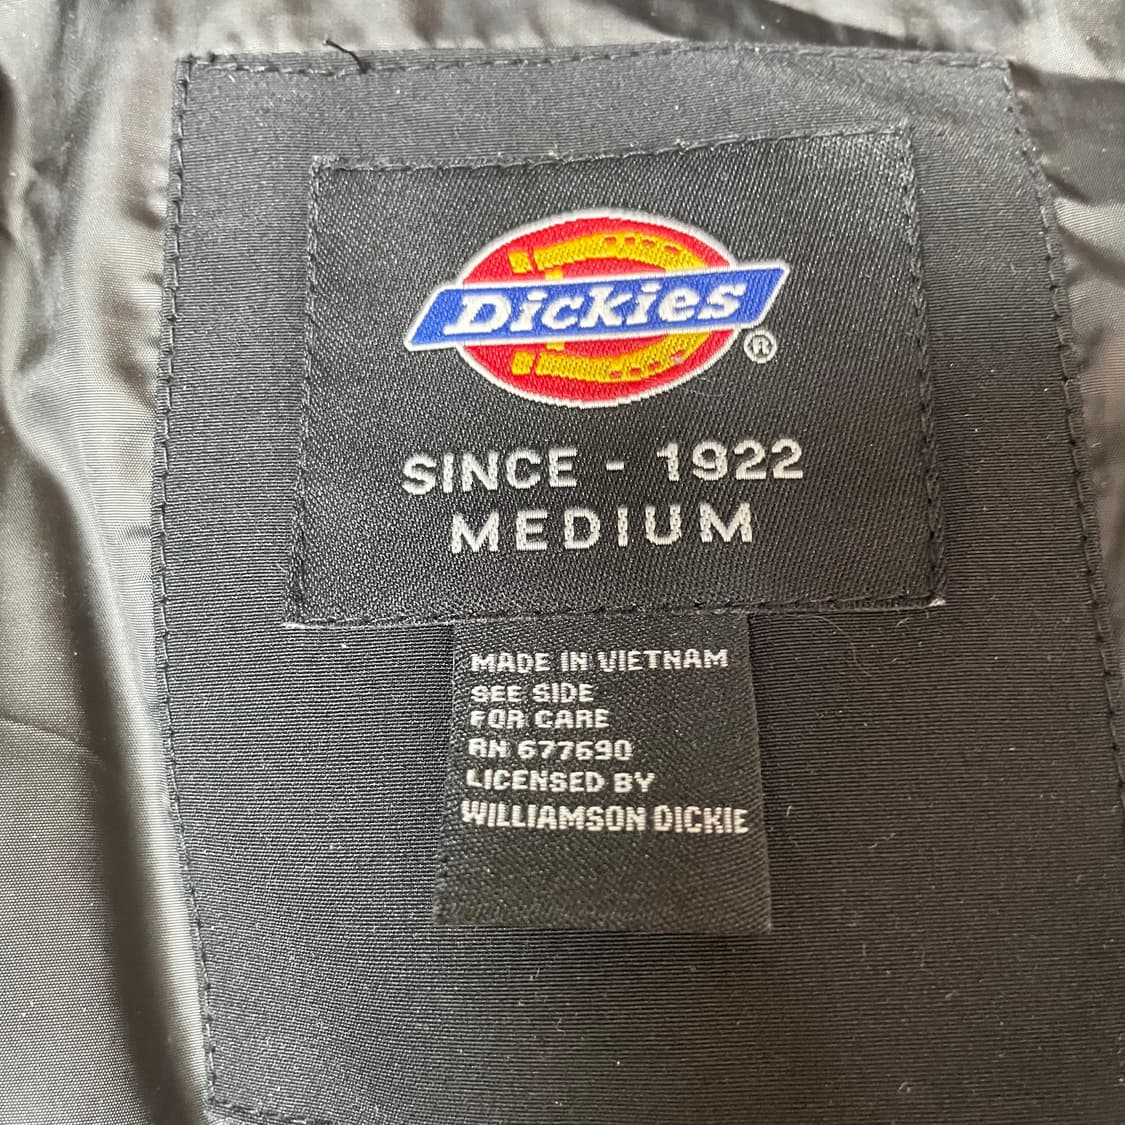 Dickies
®
SINCE - 1922
MEDIUM
MADE IN VIETNAM
SEE SIDE
FOR CARE
RN 677690
LICENSED BY
WILLIAMSON DICKIE